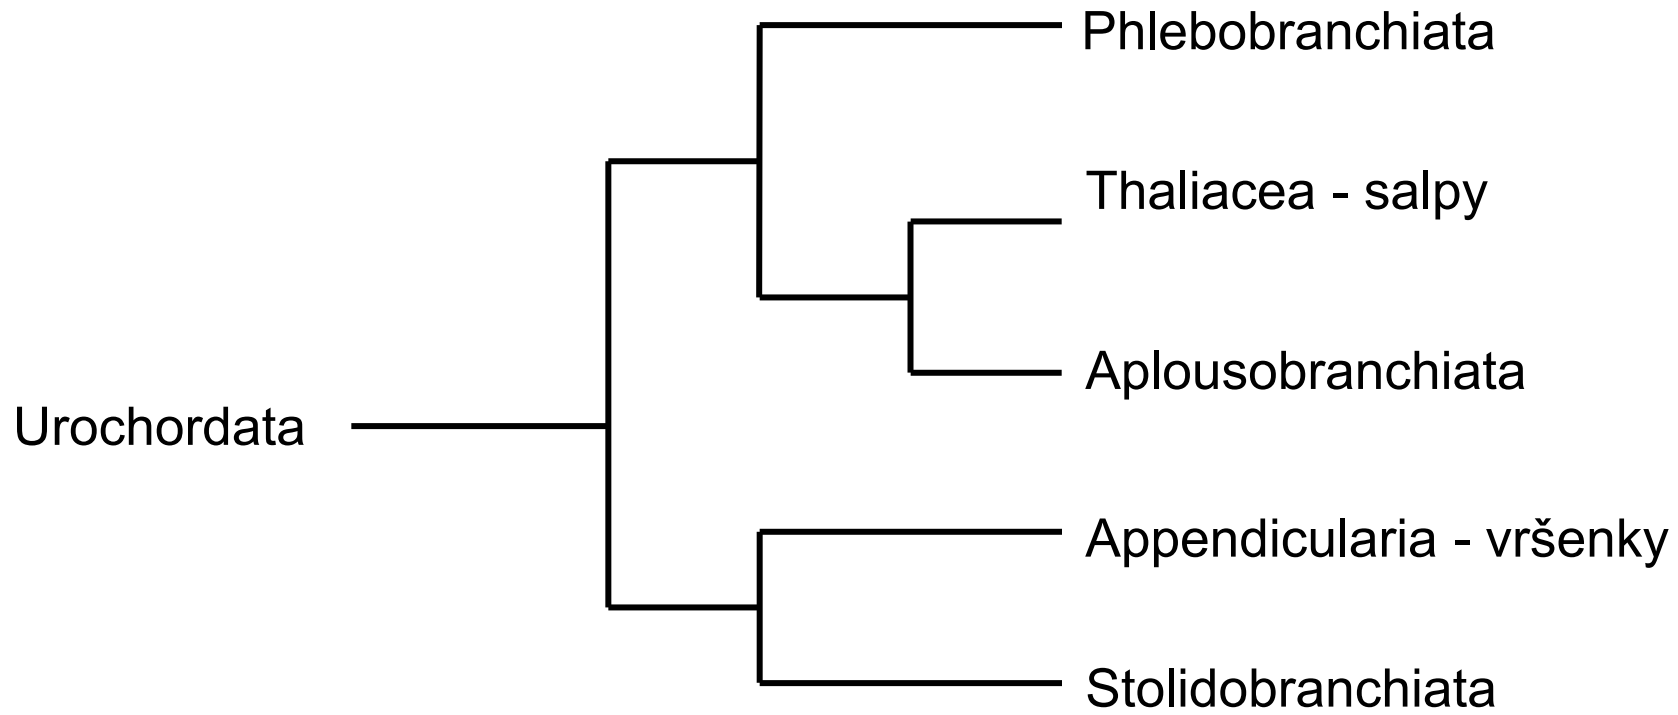 Phlebobranchiata
Thaliacea - salpy
Aplousobranchiata
Urochordata
Appendicularia - vršenky
Stolidobranchiata